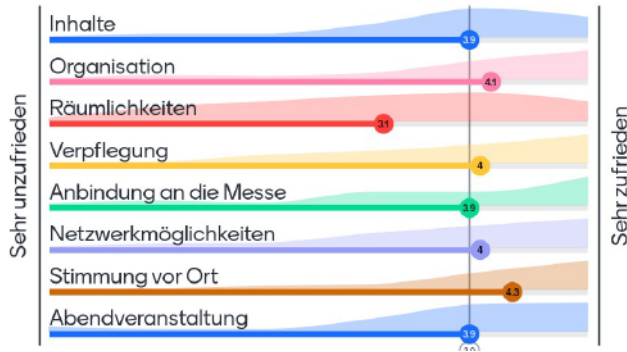 Inhalte
3.9
Organisation
4.1
Räumlichkeiten
3.1
Verpflegung
4
Anbindung an die Messe
3.9
Netzwerkmöglichkeiten
4
Stimmung vor Ort
4.3
Abendveranstaltung
3.9
Sehr unzufrieden
Sehr zufrieden